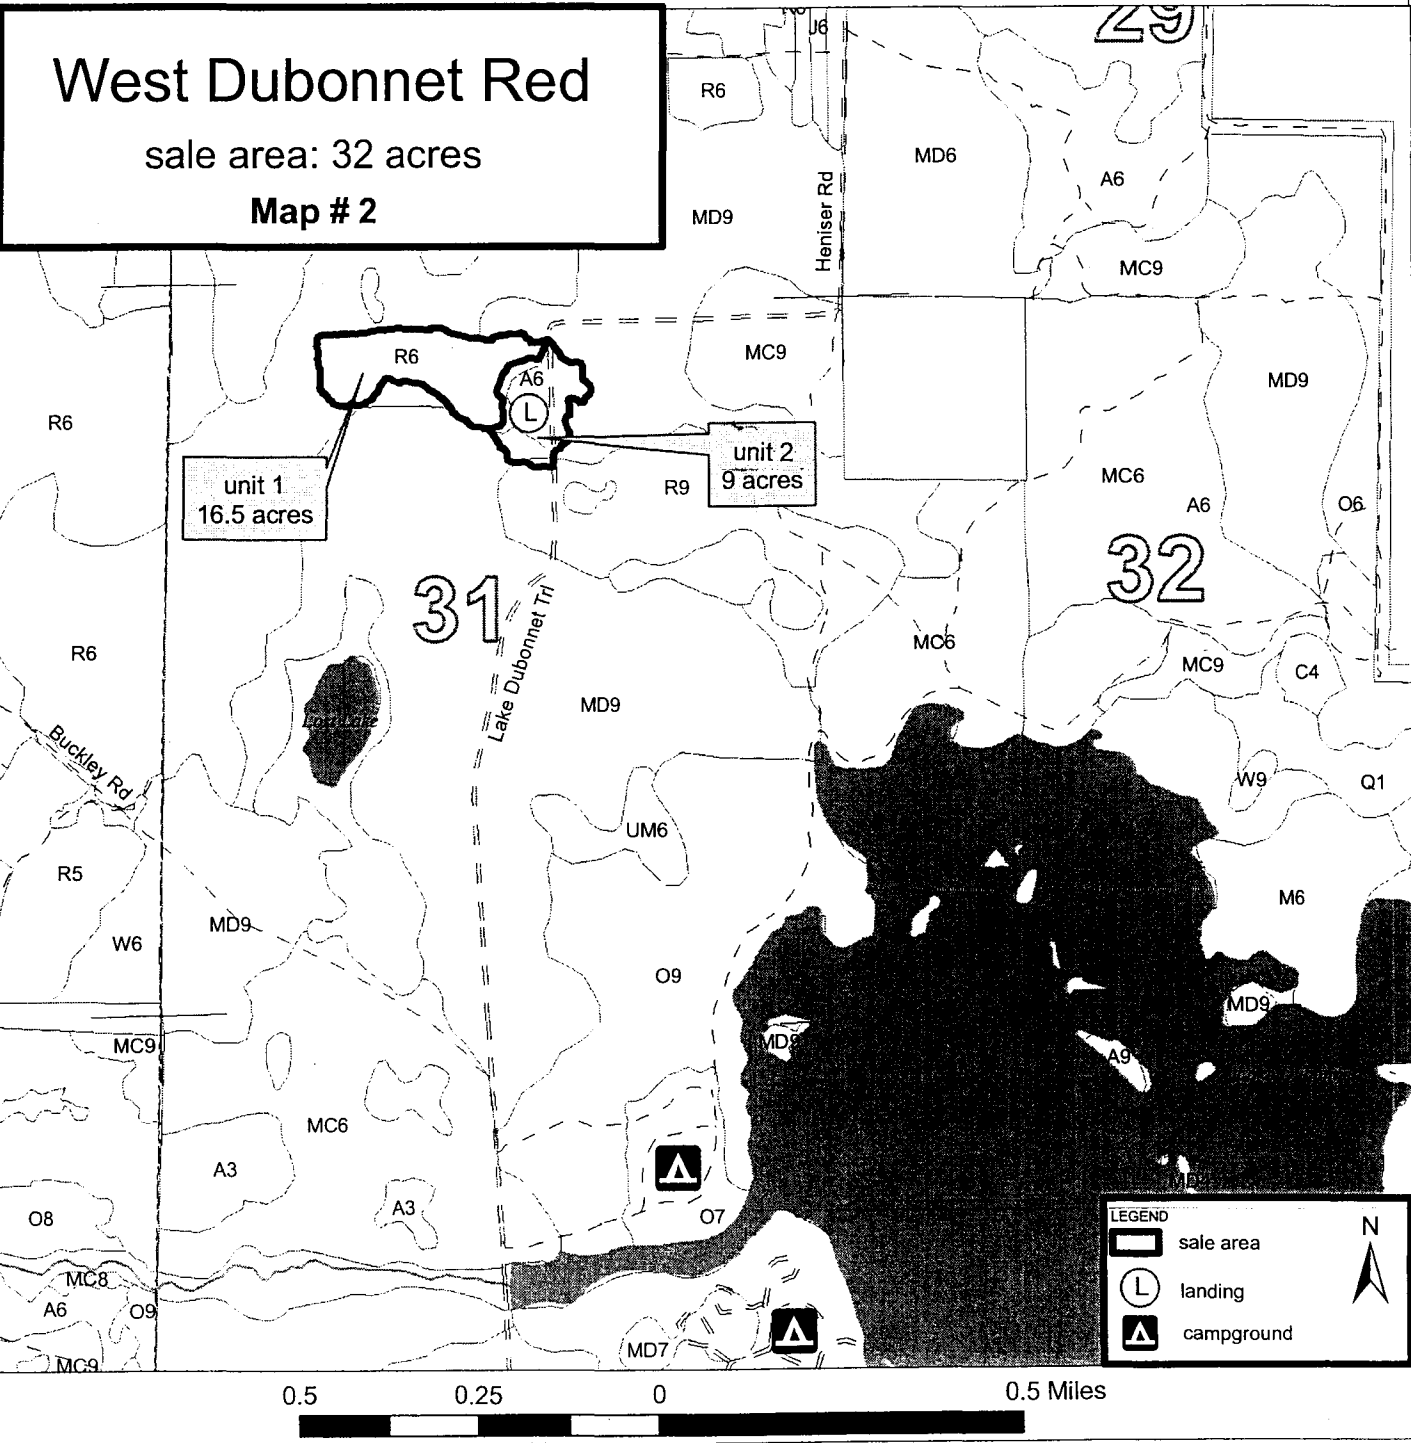 West Dubonnet Red
sale area: 32 acres
Map # 2
29
J6
R6
MD6
A6
MD9
Heniser Rd
MC9
R6
MC9
A6
MD9
R6
L
unit 2
9 acres
unit 1
16.5 acres
R9
MC6
A6
O6
31
32
Lake Dubonnet Trl
R6
MC6
MC9
C4
Lost Lake
MD9
Buckley Rd
W9
Q1
UM6
R5
M6
W6
MD9
O9
MD9
MC9
MD9
A9
MC6
A3
A3
O8
O7
MC8
A6
O9
MC9
MD7
LEGEND
sale area
L
landing
campground
N
0.5
0.25
0
0.5 Miles